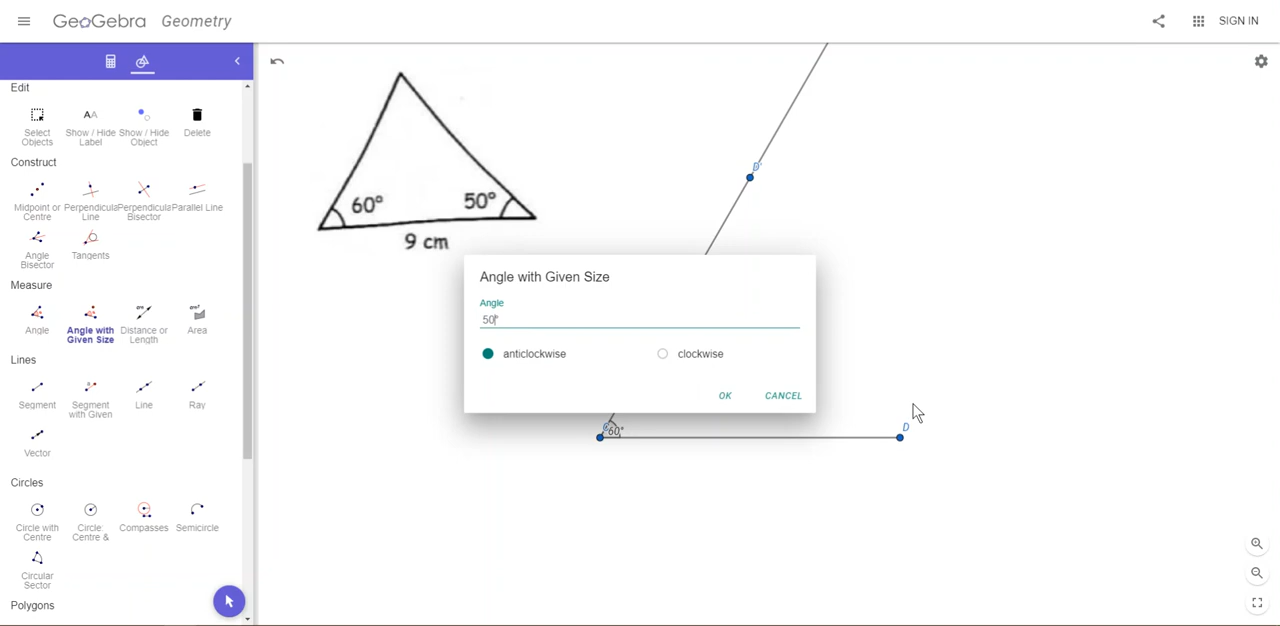 GeoGebra Geometry
SIGN IN
Edit
Select Objects
Show / Hide Label
Show / Hide Object
Delete
Construct
Midpoint or Centre
Perpendicula Line
Perpendicula Bisector
Parallel Line
Angle Bisector
Tangents
Measure
Angle
Angle with Given Size
Distance or Length
Area
Lines
Segment
Segment with Given
Line
Ray
Vector
Circles
Circle with Centre
Circle: Centre &
Compasses
Semicircle
Circular Sector
Polygons
60°
50°
9 cm
D'
Angle with Given Size
Angle
50°
anticlockwise
clockwise
OK
CANCEL
60°
D